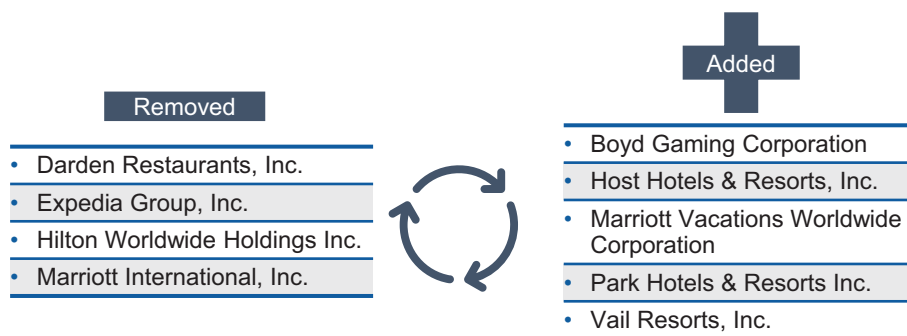 Removed
• Darden Restaurants, Inc.
• Expedia Group, Inc.
• Hilton Worldwide Holdings Inc.
• Marriott International, Inc.
Added
• Boyd Gaming Corporation
• Host Hotels & Resorts, Inc.
• Marriott Vacations Worldwide
Corporation
• Park Hotels & Resorts Inc.
• Vail Resorts, Inc.